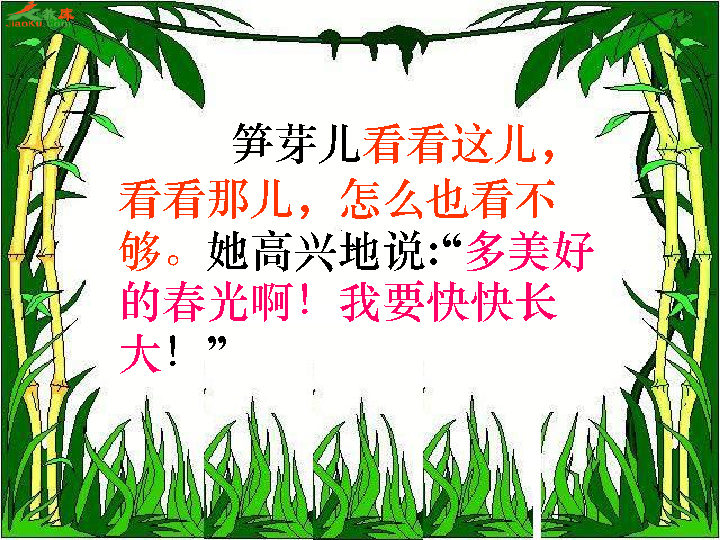 笋芽儿看看这儿，
看看那儿，怎么也看不
够。她高兴地说:“多美好
的春光啊！我要快快长
大！”